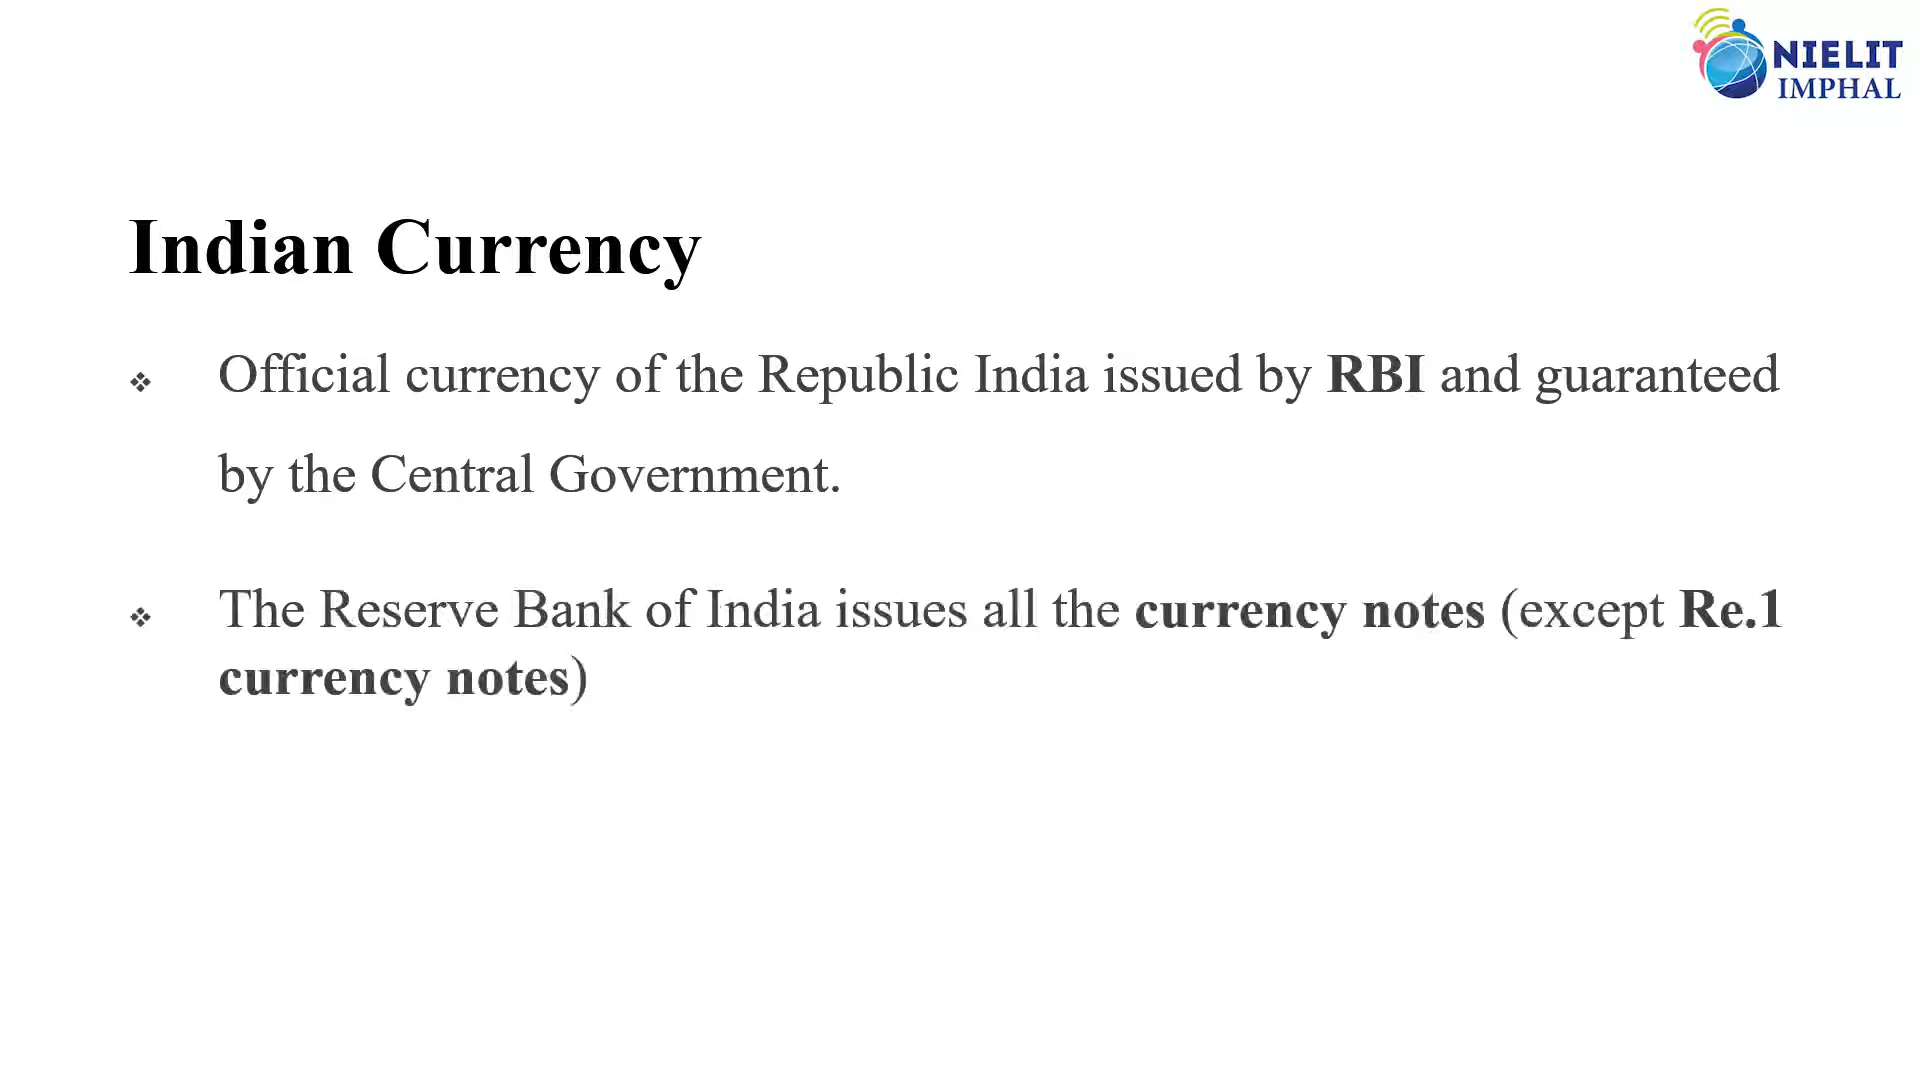 NIELIT
IMPHAL
Indian Currency
❖ Official currency of the Republic India issued by RBI and guaranteed
by the Central Government.
❖ The Reserve Bank of India issues all the currency notes (except Re.1
currency notes)